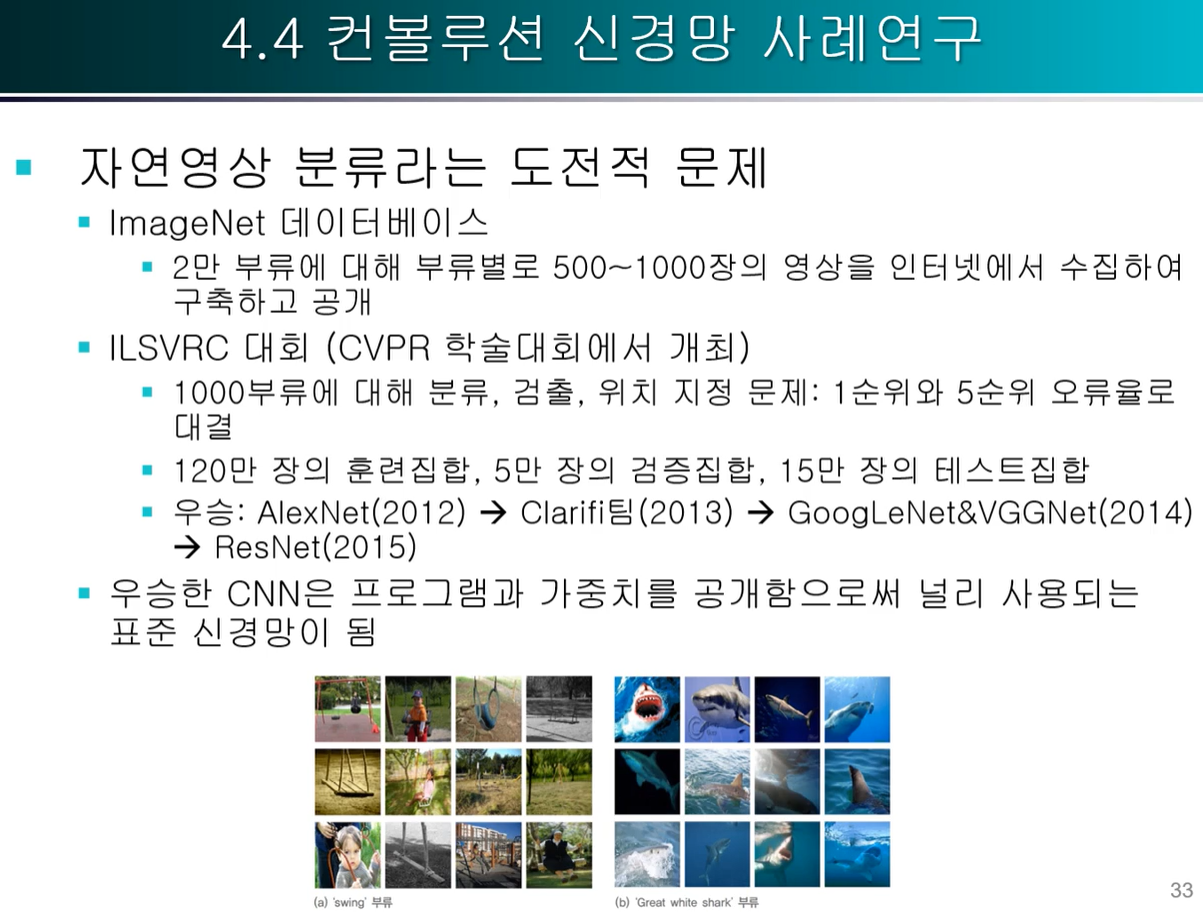 4.4 컨볼루션 신경망 사례연구
자연영상 분류라는 도전적 문제
ImageNet 데이터베이스
2만 부류에 대해 부류별로 500~1000장의 영상을 인터넷에서 수집하여
구축하고 공개
ILSVRC 대회 (CVPR 학술대회에서 개최)
1000부류에 대해 분류, 검출, 위치 지정 문제: 1순위와 5순위 오류율로
대결
120만 장의 훈련집합, 5만 장의 검증집합, 15만 장의 테스트집합
우승: AlexNet(2012) → Clarifi팀(2013) → GoogLeNet&VGGNet(2014)
→ ResNet(2015)
우승한 CNN은 프로그램과 가중치를 공개함으로써 널리 사용되는
표준 신경망이 됨
(a) 'swing' 부류
(b) 'Great white shark' 부류
33